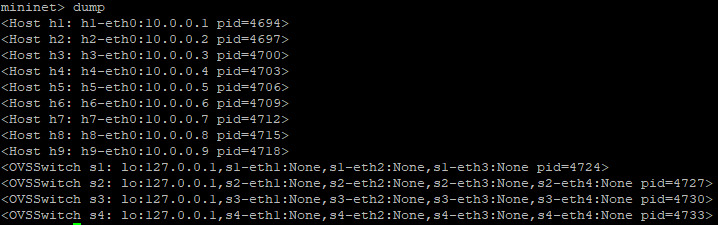 mininet> dump
<Host h1: h1-eth0:10.0.0.1 pid=4694>
<Host h2: h2-eth0:10.0.0.2 pid=4697>
<Host h3: h3-eth0:10.0.0.3 pid=4700>
<Host h4: h4-eth0:10.0.0.4 pid=4703>
<Host h5: h5-eth0:10.0.0.5 pid=4706>
<Host h6: h6-eth0:10.0.0.6 pid=4709>
<Host h7: h7-eth0:10.0.0.7 pid=4712>
<Host h8: h8-eth0:10.0.0.8 pid=4715>
<Host h9: h9-eth0:10.0.0.9 pid=4718>
<OVSSwitch s1: lo:127.0.0.1,s1-eth1:None,s1-eth2:None,s1-eth3:None pid=4724>
<OVSSwitch s2: lo:127.0.0.1,s2-eth1:None,s2-eth2:None,s2-eth3:None,s2-eth4:None pid=4727>
<OVSSwitch s3: lo:127.0.0.1,s3-eth1:None,s3-eth2:None,s3-eth3:None,s3-eth4:None pid=4730>
<OVSSwitch s4: lo:127.0.0.1,s4-eth1:None,s4-eth2:None,s4-eth3:None,s4-eth4:None pid=4733>